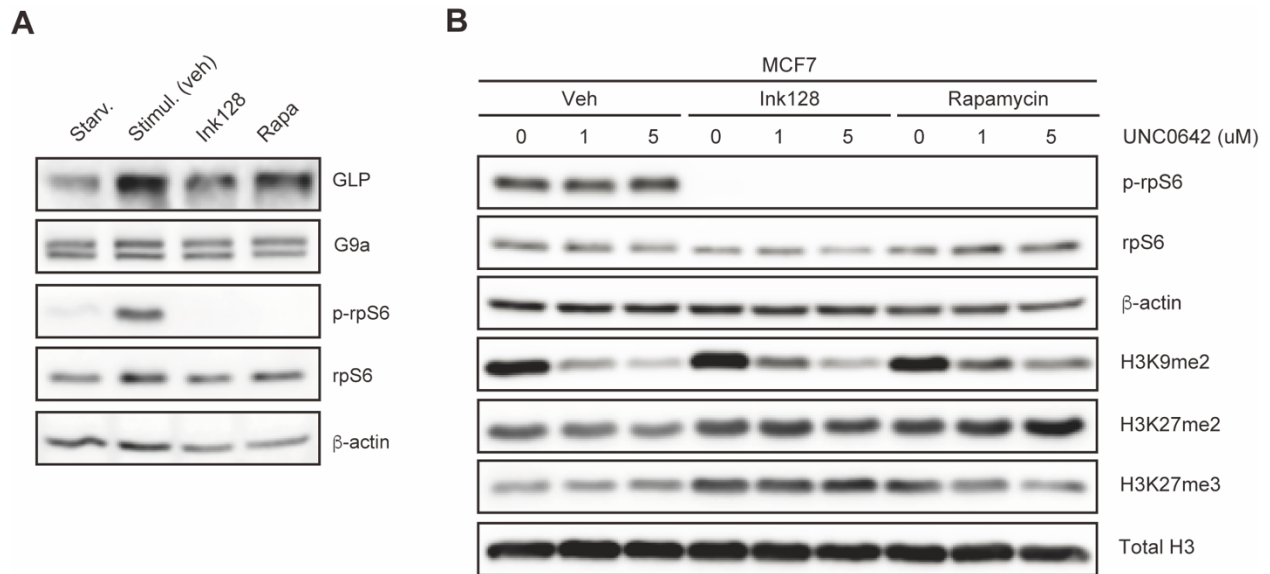 A
Starv.
Stimul. (veh)
Ink128
Rapa
GLP
G9a
p-rpS6
rpS6
β-actin
B
MCF7
Veh Ink128 Rapamycin
0 1 5 0 1 5 0 1 5 UNC0642 (uM)
p-rpS6
rpS6
β-actin
H3K9me2
H3K27me2
H3K27me3
Total H3